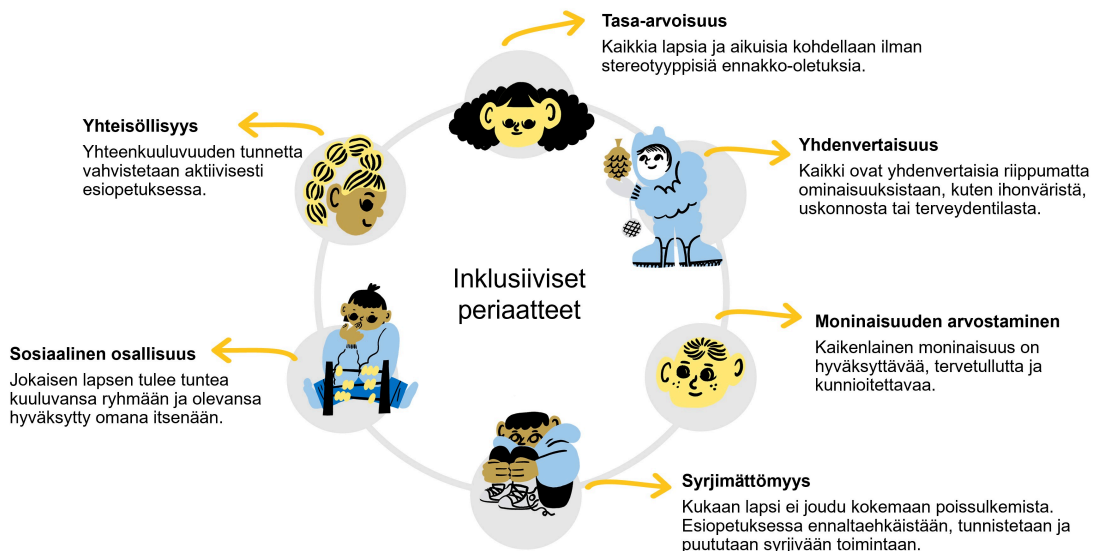 Inklusiiviset
periaatteet
Tasa-arvoisuus
Kaikkia lapsia ja aikuisia kohdellaan ilman
stereotyyppisiä ennakko-oletuksia.
Yhdenvertaisuus
Kaikki ovat yhdenvertaisia riippumatta
ominaisuuksistaan, kuten ihonväristä,
uskonnosta tai terveydentilasta.
Moninaisuuden arvostaminen
Kaikenlainen moninaisuus on
hyväksyttävää, tervetullutta ja
kunnioitettavaa.
Syrjimättömyys
Kukaan lapsi ei joudu kokemaan poissulkemista.
Esiopetuksessa ennaltaehkäistään, tunnistetaan ja
puututaan syrjivään toimintaan.
Sosiaalinen osallisuus
Jokaisen lapsen tulee tuntea
kuuluvansa ryhmään ja olevansa
hyväksytty omana itsenään.
Yhteisöllisyys
Yhteenkuuluvuuden tunnetta
vahvistetaan aktiivisesti
esiopetuksessa.